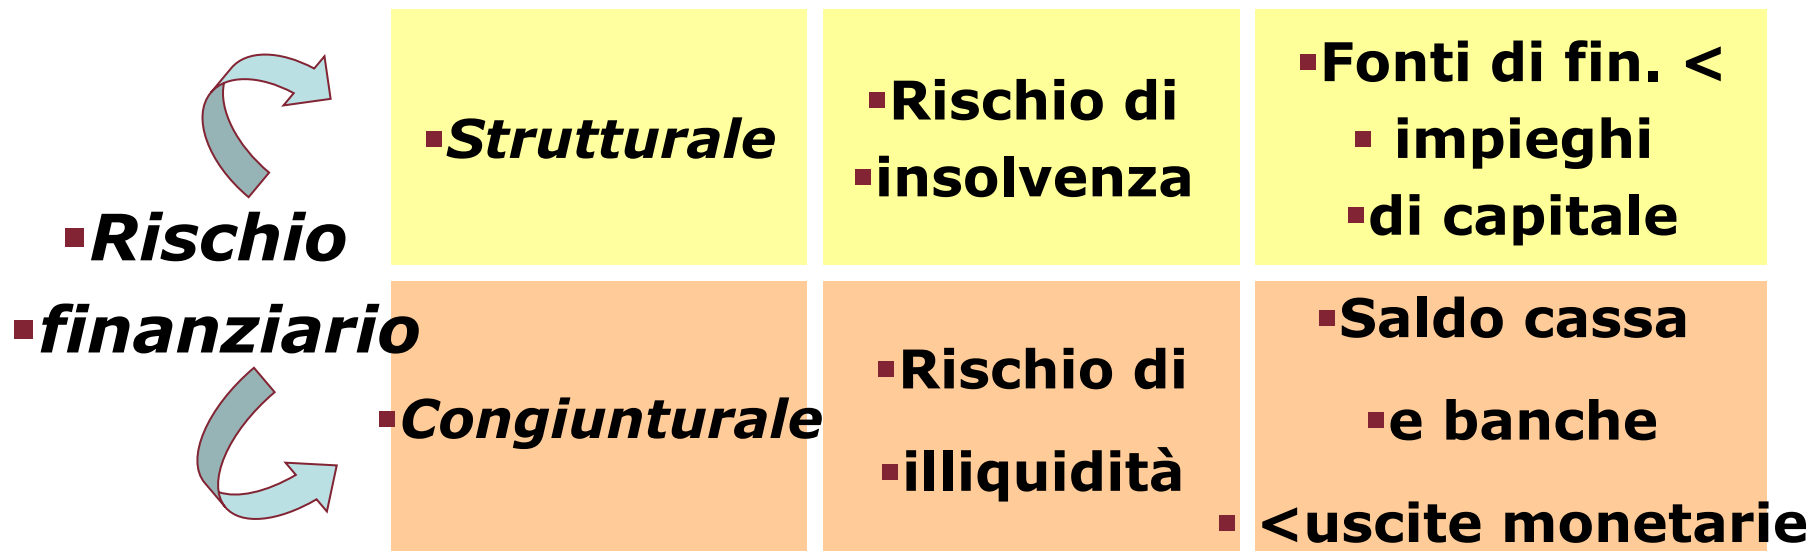 ▪Rischio
▪finanziario
▪Strutturale
▪Rischio di
▪insolvenza
▪Fonti di fin. <
▪ impieghi
▪di capitale
▪Congiunturale
▪Rischio di
▪illiquidità
▪Saldo cassa
▪e banche
▪ <uscite monetarie